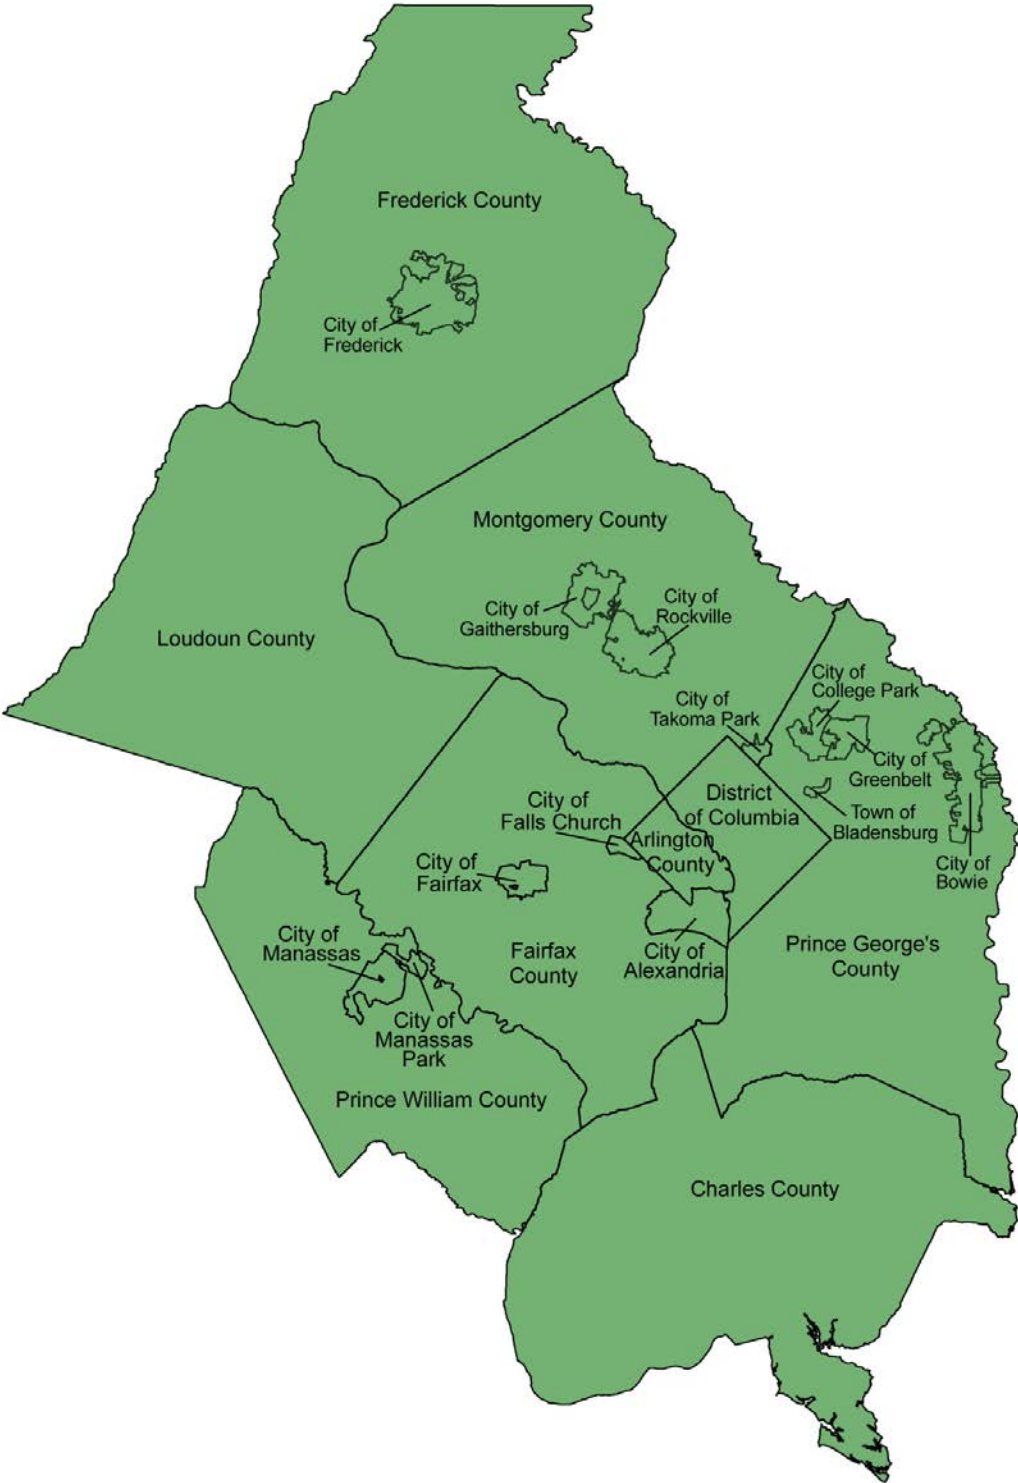 Frederick County
City of
Frederick
Montgomery County
City of
Gaithersburg
City of
Rockville
Loudoun County
City of
College Park
City of
Takoma Park
City of
Greenbelt
District
of Columbia
City of
Falls Church
Town of
Bladensburg
Arlington
County
City of
Fairfax
City of
Bowie
City of
Manassas
Fairfax
County
City of
Alexandria
Prince George's
County
City of
Manassas
Park
Prince William County
Charles County